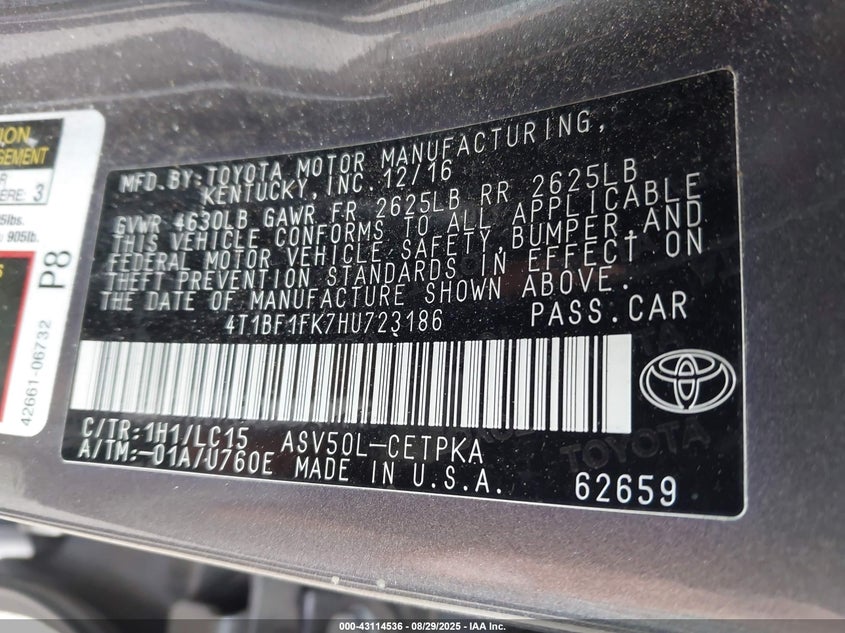 MFD.BY:TOYOTA MOTOR MANUFACTURING,
KENTUCKY,INC.12/16
GVWR 4630LB GAWR FR 2625LB RR 2625LB
THIS VEHICLE CONFORMS TO ALL APPLICABLE
FEDERAL MOTOR VEHICLE SAFETY,BUMPER,AND
THEFT PREVENTION STANDARDS IN EFFECT ON
THE DATE OF MANUFACTURE SHOWN ABOVE.
4T1BF1FK7HU723186 PASS.CAR
C/TR:1H1/LC15 ASV50L-CETPKA
A/TM:-01A/U760E MADE IN U.S.A.
62659
TOYOTA
3
905lb.
P8
42661-06732
000-43114536 - 08/29/2025 - IAA Inc.